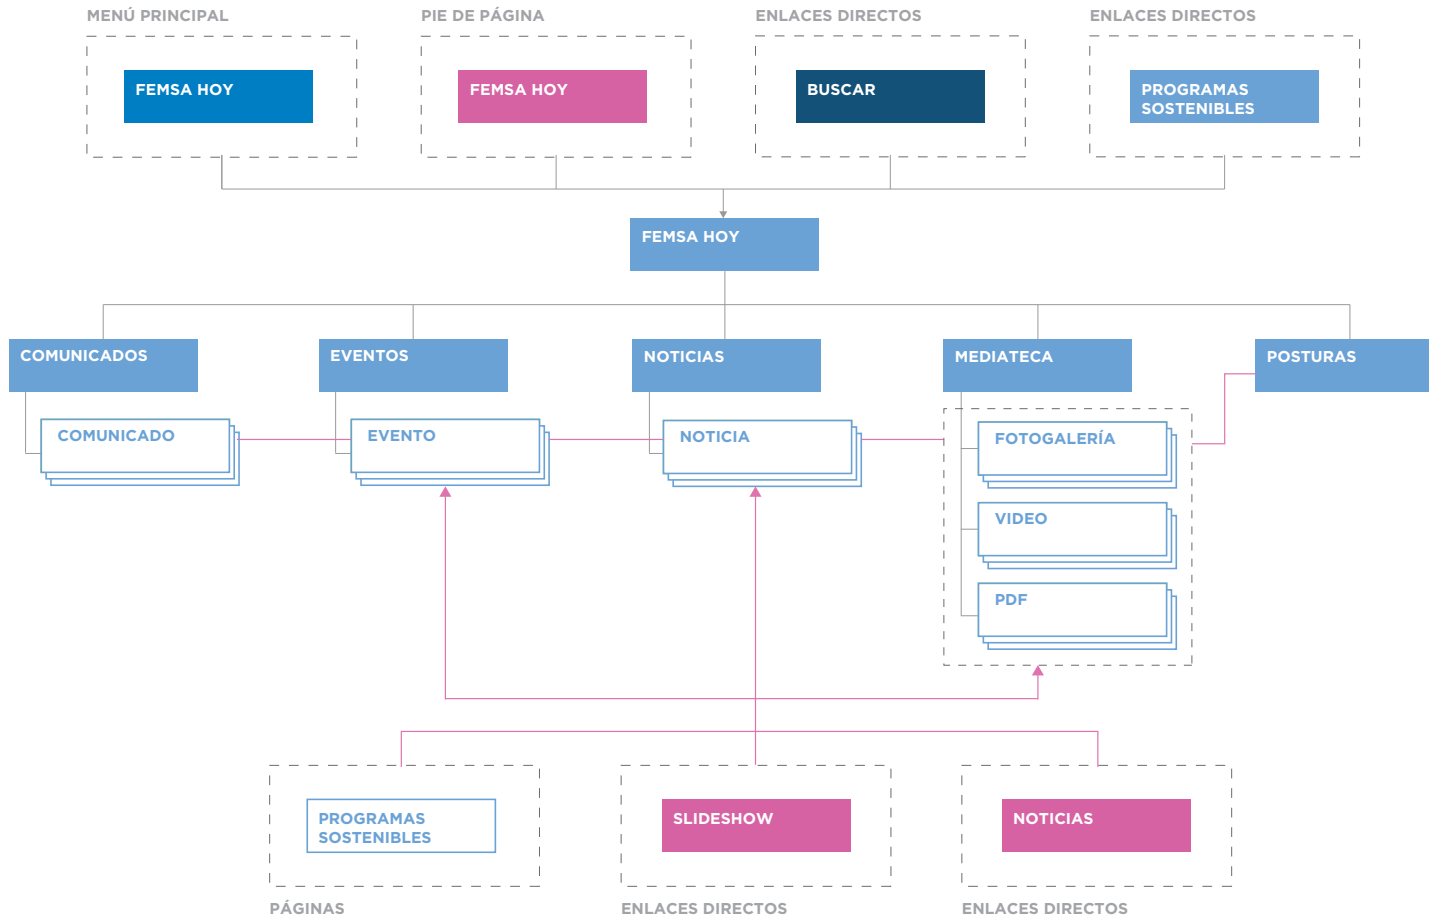 MENÚ PRINCIPAL
PIE DE PÁGINA
ENLACES DIRECTOS
ENLACES DIRECTOS
FEMSA HOY
FEMSA HOY
BUSCAR
PROGRAMAS
SOSTENIBLES
FEMSA HOY
COMUNICADOS
EVENTOS
NOTICIAS
MEDIATECA
POSTURAS
COMUNICADO
EVENTO
NOTICIA
FOTOGALERÍA
VIDEO
PDF
PROGRAMAS
SOSTENIBLES
SLIDESHOW
NOTICIAS
PÁGINAS
ENLACES DIRECTOS
ENLACES DIRECTOS